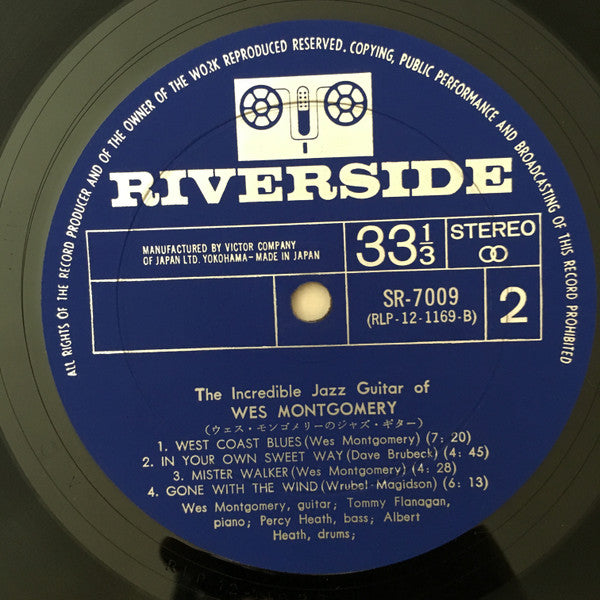 ALL RIGHTS OF THE RECORD PRODUCER AND OF THE OWNER OF THE WORK REPRODUCED RESERVED. COPYING, PUBLIC PERFORMANCE AND BROADCASTING OF THIS RECORD PROHIBITED
RIVERSIDE
MANUFACTURED BY VICTOR COMPANY
OF JAPAN LTD. YOKOHAMA-MADE IN JAPAN
33 1/3
STEREO
SR-7009
(RLP-12-1169-B)
2
The Incredible Jazz Guitar of
WES MONTGOMERY
(ウェス・モンゴメリーのジャズ・ギター)
1. WEST COAST BLUES (Wes Montgomery) (7: 20)
2. IN YOUR OWN SWEET WAY (Dave Brubeck) (4: 45)
3. MISTER WALKER (Wes Montgomery) (4: 28)
4. GONE WITH THE WIND (Wrubel-Magidson) (6: 13)
Wes Montgomery, guitar; Tommy Flanagan,
piano; Percy Heath, bass; Albert
Heath, drums;